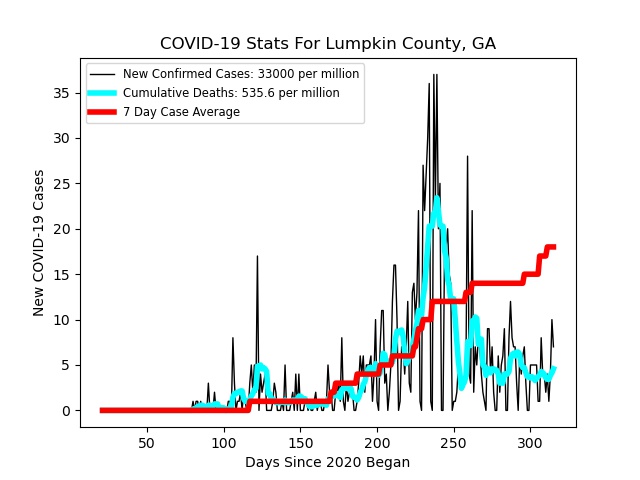 COVID-19 Stats For Lumpkin County, GA
New Confirmed Cases: 33000 per million
Cumulative Deaths: 535.6 per million
7 Day Case Average
35
30
25
20
15
10
5
0
New COVID-19 Cases
50 100 150 200 250 300
Days Since 2020 Began